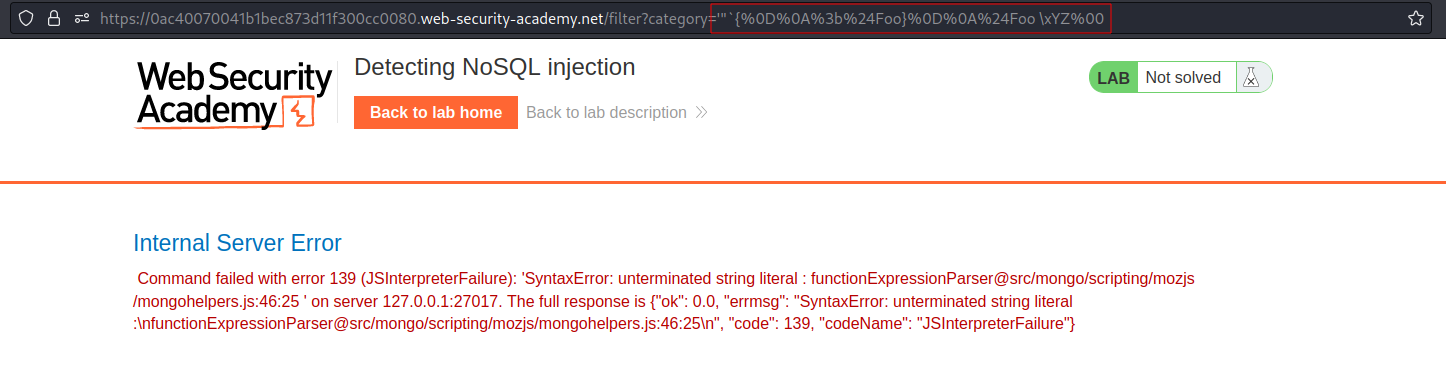 https://0ac40070041b1bec873d11f300cc0080.web-security-academy.net/filter?category='"`{%0D%0A%3b%24Foo}%0D%0A%24Foo \xYZ%00
Web Security
Academy
Detecting NoSQL injection
Back to lab home
Back to lab description
LAB
Not solved
Internal Server Error
Command failed with error 139 (JSInterpreterFailure): 'SyntaxError: unterminated string literal : functionExpressionParser@src/mongo/scripting/mozjs
/mongohelpers.js:46:25 ' on server 127.0.0.1:27017. The full response is {"ok": 0.0, "errmsg": "SyntaxError: unterminated string literal
:\nfunctionExpressionParser@src/mongo/scripting/mozjs/mongohelpers.js:46:25\n", "code": 139, "codeName": "JSInterpreterFailure"}